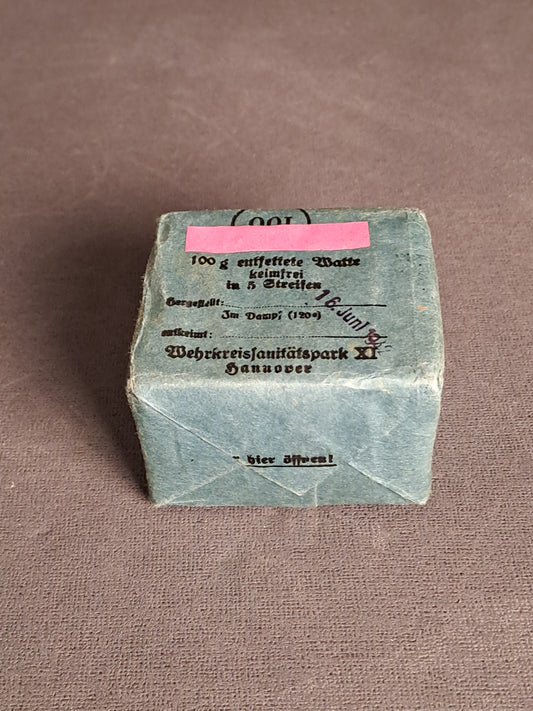 100
100 g entfettete Watte
keimfrei
in 5 Streifen
Hergestellt:
16. Juni
Im Dampf (120°)
entkeimt:
Wehrkreissanitätspark XI
Hannover
hier öffnen!